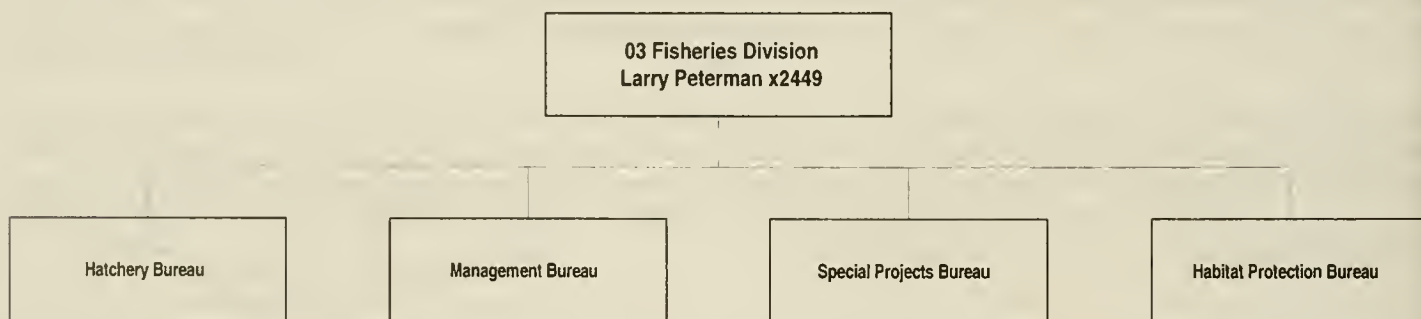 03 Fisheries Division
Larry Peterman x2449
Hatchery Bureau
Management Bureau
Special Projects Bureau
Habitat Protection Bureau